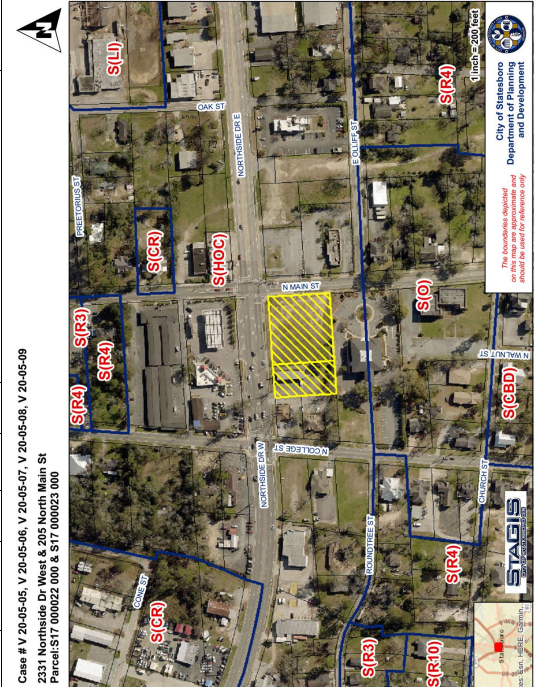 Case # V 20-05-05, V 20-05-06, V 20-05-07, V 20-05-08, V 20-05-09
2331 Northside Dr West & 205 North Main St
Parcel:S17 000022 000 & S17 000023 000
N
S(R4)
S(R3)
S(R4)
PREETORIUS ST
S(LI)
CONE ST
S(CR)
S(CR)
OAK ST
S(HOC)
NORTHSIDE DR W
NORTHSIDE DR E
N MAIN ST
N COLLEGE ST
ROUNDTREE ST
E OLLIFF ST
S(R3)
S(R10)
S(R4)
S(O)
S(R4)
CHURCH ST
S(CBD)
N WALNUT ST
STAGIS
1 inch = 200 feet
The boundaries depicted
on this map are approximate and
should be used for reference only
City of Statesboro
Department of Planning
and Development
Esri, HERE, Garmin,